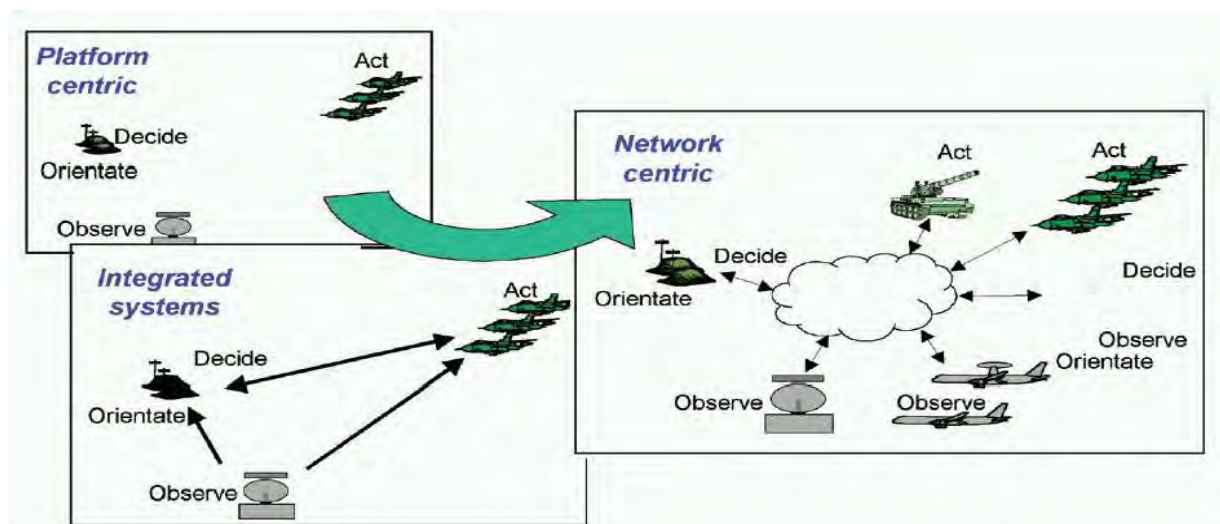 Platform
centric
Act
Decide
Orientate
Observe
Integrated
systems
Act
Decide
Orientate
Observe
Network
centric
Act
Act
Decide
Orientate
Decide
Observe
Orientate
Observe
Observe